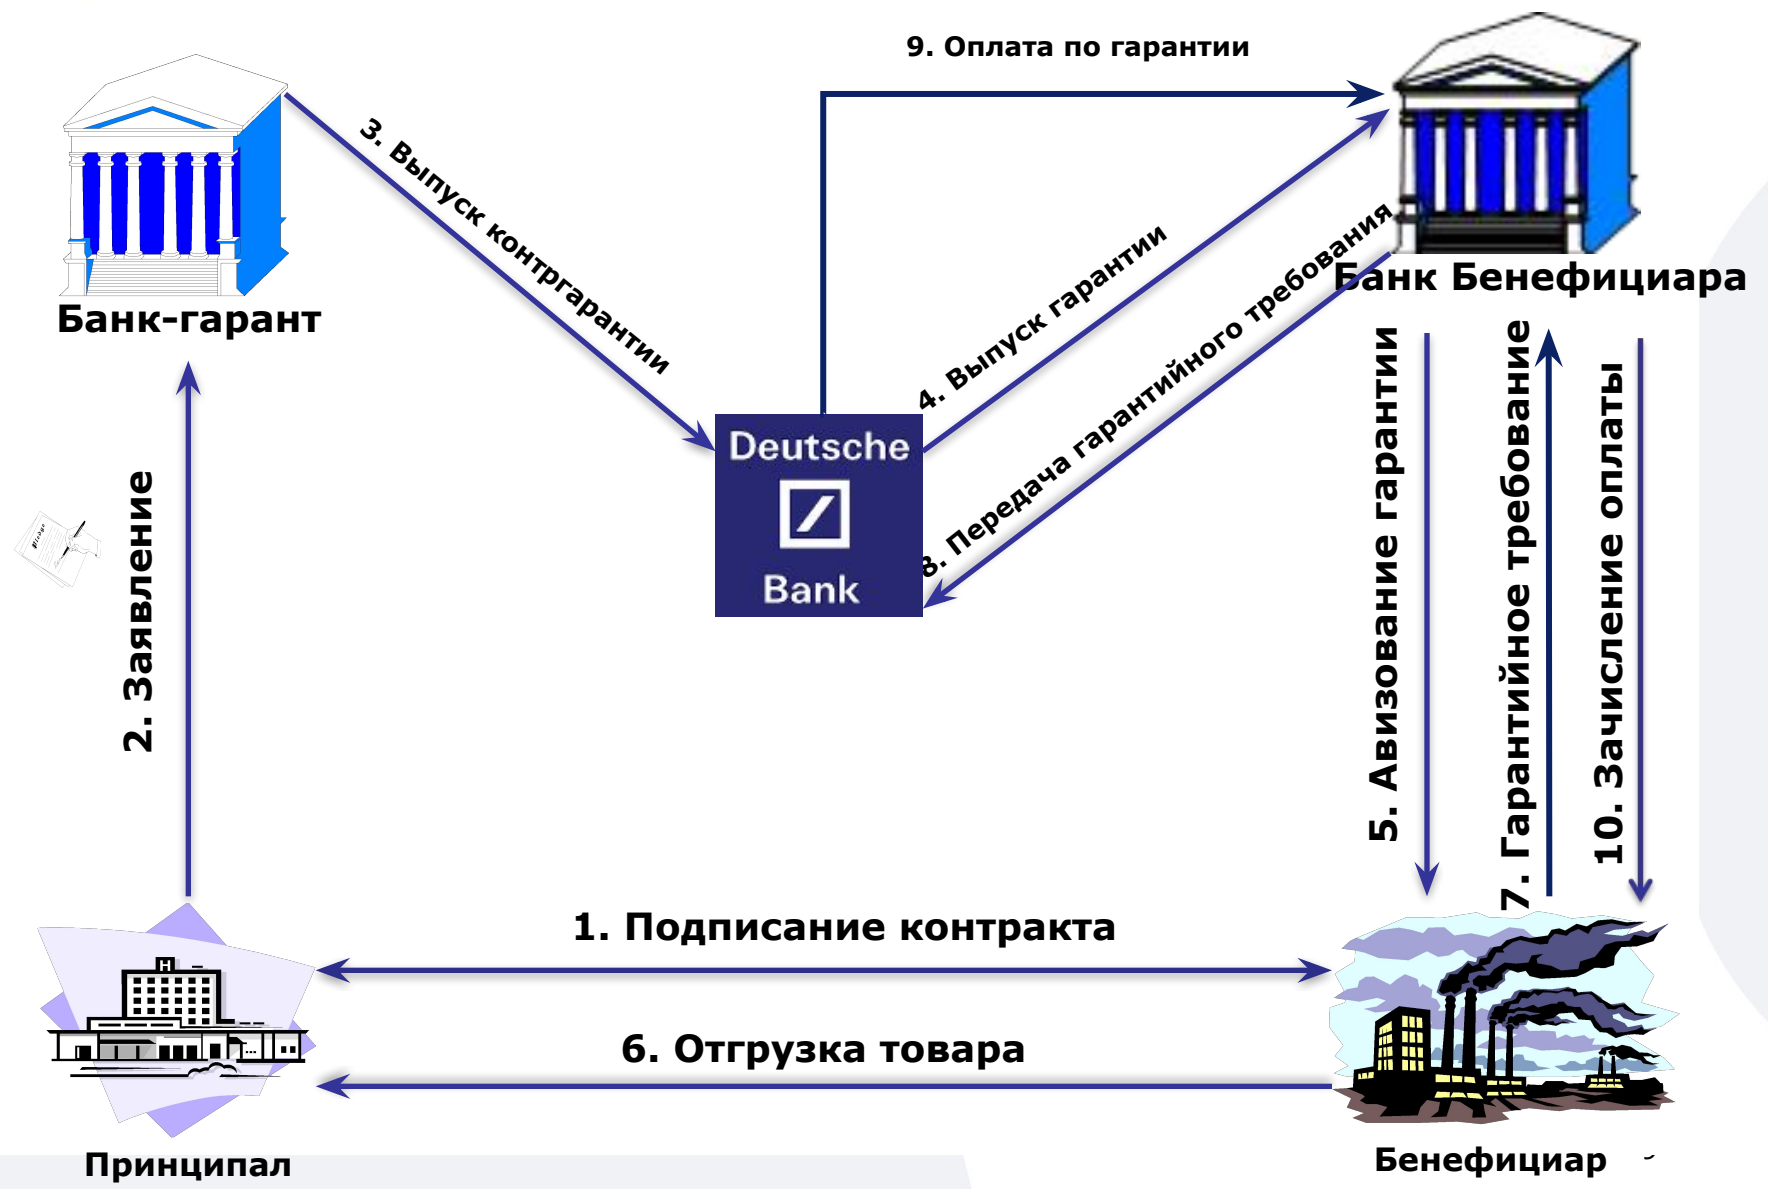 9. Оплата по гарантии
3. Выпуск контргарантии
Банк-гарант
Банк Бенефициара
4. Выпуск гарантии
8. Передача гарантийного требования
Deutsche
Bank
2. Заявление
Pledge
5. Авизование гарантии
7. Гарантийное требование
10. Зачисление оплаты
1. Подписание контракта
H
6. Отгрузка товара
Принципал
Бенефициар